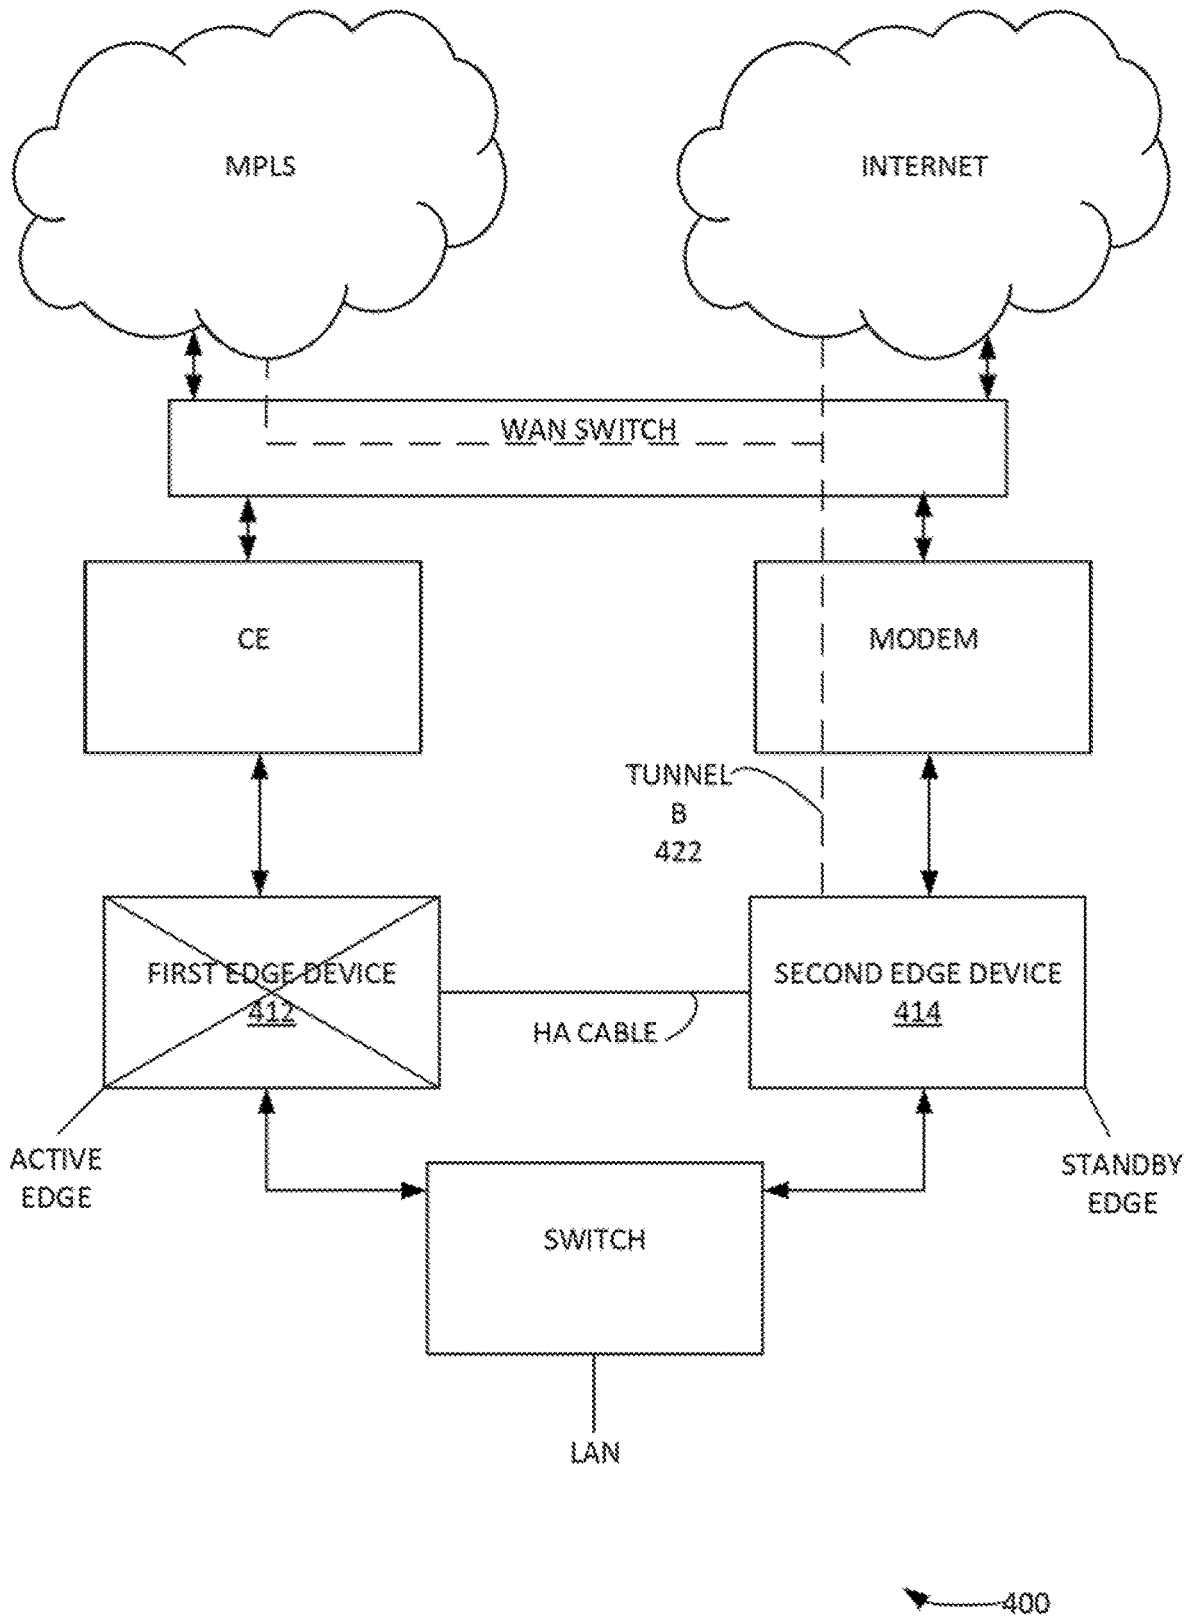 MPLS
INTERNET
WAN SWITCH
CE
MODEM
TUNNEL
B
422
FIRST EDGE DEVICE
412
SECOND EDGE DEVICE
414
HA CABLE
ACTIVE
EDGE
STANDBY
EDGE
SWITCH
LAN
400